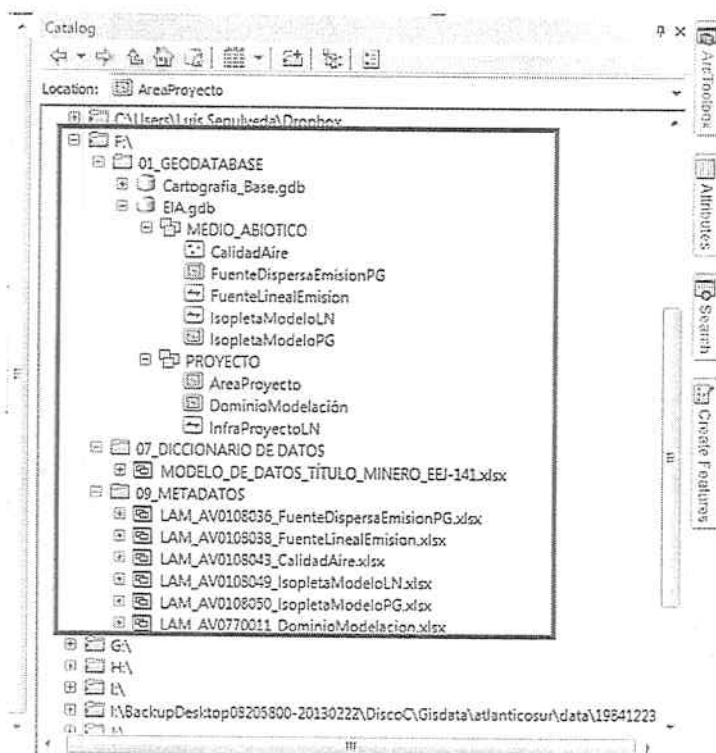 Catalog
Location: AreaProyecto
C:\Users\Luis Sepulveda\Dropbox
F:\
01_GEODATABASE
Cartografia_Base.gdb
EIA.gdb
MEDIO_ABIOTICO
CalidadAire
FuenteDispersaEmisionPG
FuenteLinealEmision
IsopletaModeloLN
IsopletaModeloPG
PROYECTO
AreaProyecto
DominioModelación
InfraProyectoLN
07_DICCIONARIO DE DATOS
MODELO_DE_DATOS_TÍTULO_MINERO_EEJ-141.xlsx
09_METADATOS
LAM_AV0108036_FuenteDispersaEmisionPG.xlsx
LAM_AV0108038_FuenteLinealEmision.xlsx
LAM_AV0108043_CalidadAire.xlsx
LAM_AV0108049_IsopletaModeloLN.xlsx
LAM_AV0108050_IsopletaModeloPG.xlsx
LAM_AV0770011_DominioModelacion.xlsx
G:\
H:\
I:\
I:\BackupDesktop08205800-20130222\DiscoC\Gisdata\atlanticosur\data\19841223
ArcToolbox
Attributes
Search
Create Features